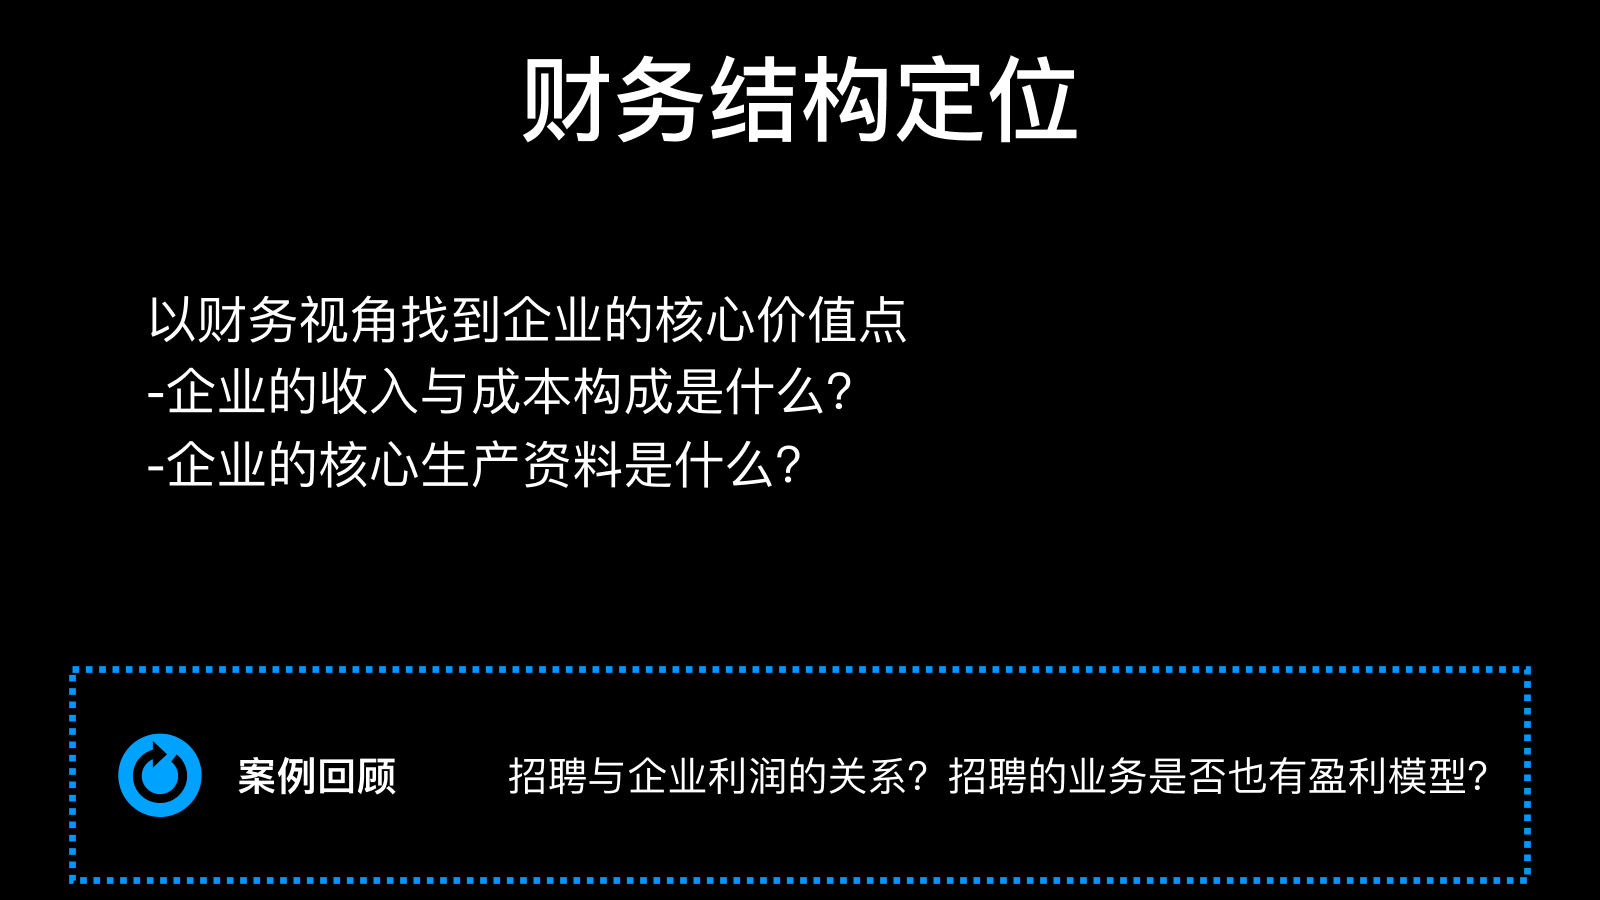 财务结构定位
以财务视角找到企业的核心价值点
-企业的收入与成本构成是什么?
-企业的核心生产资料是什么?
案例回顾 招聘与企业利润的关系? 招聘的业务是否也有盈利模型?